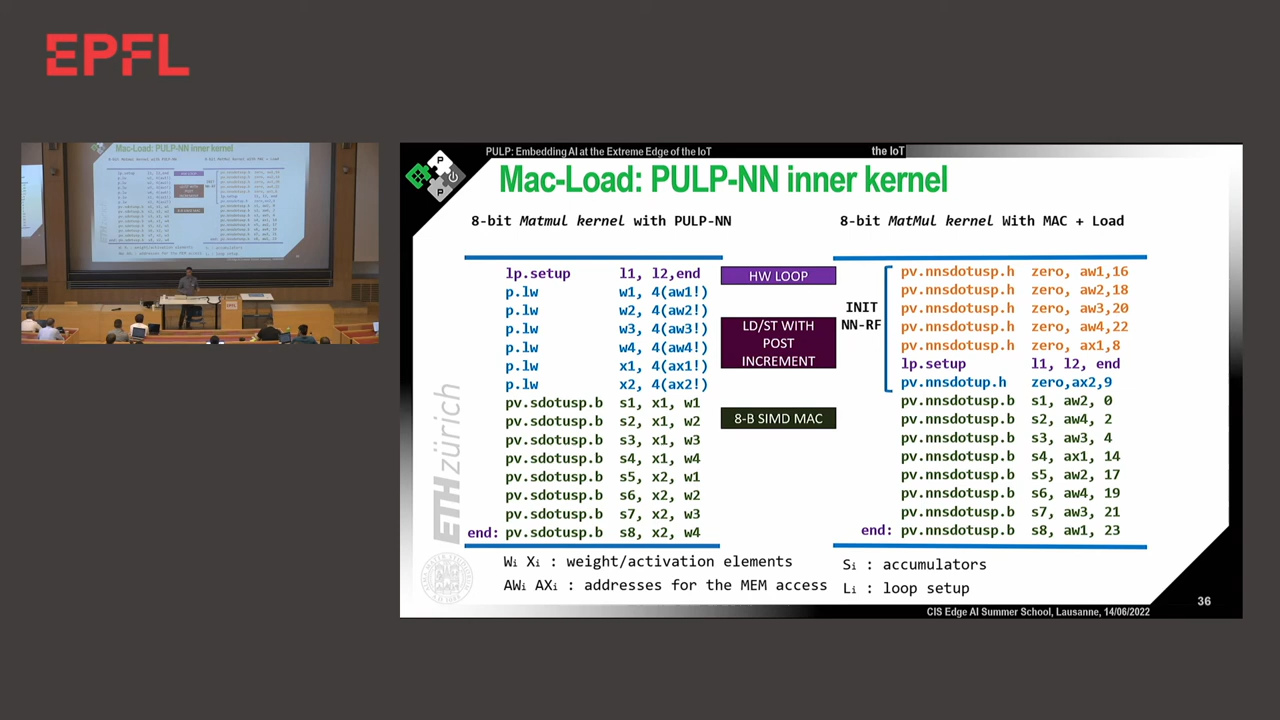 EPFL
PULP: Embedding AI at the Extreme Edge of the IoT
the IoT
Mac-Load: PULP-NN inner kernel
8-bit Matmul kernel with PULP-NN
lp.setup l1, l2,end
p.lw w1, 4(aw1!)
p.lw w2, 4(aw2!)
p.lw w3, 4(aw3!)
p.lw w4, 4(aw4!)
p.lw x1, 4(ax1!)
p.lw x2, 4(ax2!)
pv.sdotusp.b s1, x1, w1
pv.sdotusp.b s2, x1, w2
pv.sdotusp.b s3, x1, w3
pv.sdotusp.b s4, x1, w4
pv.sdotusp.b s5, x2, w1
pv.sdotusp.b s6, x2, w2
pv.sdotusp.b s7, x2, w3
end: pv.sdotusp.b s8, x2, w4
HW LOOP
LD/ST WITH
POST
INCREMENT
8-B SIMD MAC
8-bit MatMul kernel With MAC + Load
INIT
NN-RF
pv.nnsdotusp.h zero, aw1,16
pv.nnsdotusp.h zero, aw2,18
pv.nnsdotusp.h zero, aw3,20
pv.nnsdotusp.h zero, aw4,22
pv.nnsdotusp.h zero, ax1,8
lp.setup l1, l2, end
pv.nnsdotup.h zero,ax2,9
pv.nnsdotusp.b s1, aw2, 0
pv.nnsdotusp.b s2, aw4, 2
pv.nnsdotusp.b s3, aw3, 4
pv.nnsdotusp.b s4, ax1, 14
pv.nnsdotusp.b s5, aw2, 17
pv.nnsdotusp.b s6, aw4, 19
pv.nnsdotusp.b s7, aw3, 21
end: pv.nnsdotusp.b s8, aw1, 23
Wi Xi : weight/activation elements
AWi AXi : addresses for the MEM access
Si : accumulators
Li : loop setup
ETH zürich
CIS Edge AI Summer School, Lausanne, 14/06/2022
36
Mac-Load: PULP-NN inner kernel